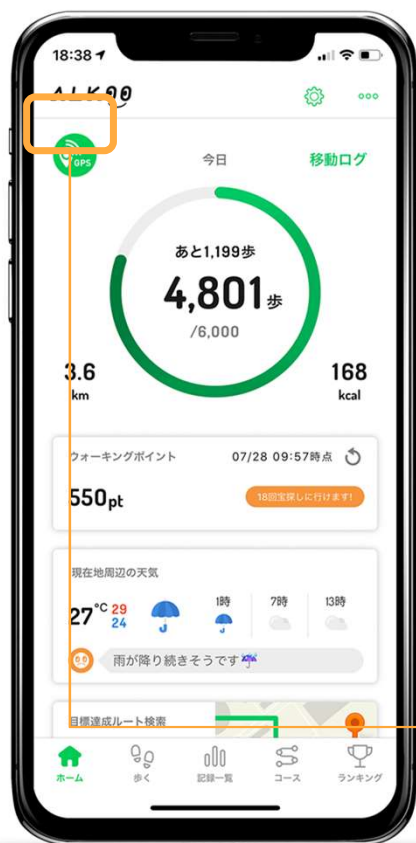 18:38
ALKOO
GPS
今日
移動ログ
あと1,199歩
4,801歩
/6,000
3.6
km
168
kcal
ウォーキングポイント 07/28 09:57時点
550pt
18回宝探しに行けます!
現在地周辺の天気
27℃ 29 24
1時 7時 13時
雨が降り続きそうです
目標達成ルート検索
ホーム 歩く 記録一覧 コース ランキング